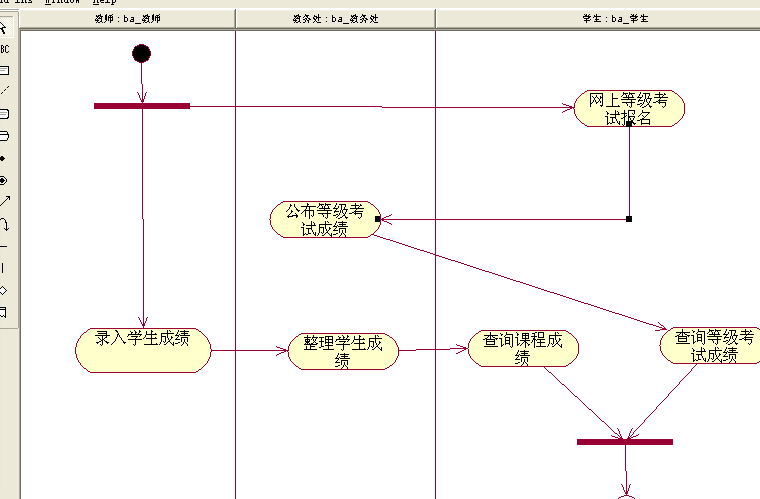 Window Help
教师 : ba_教师
教务处 : ba_教务处
学生 : ba_学生
ABC
网上等级考
试报名
公布等级考
试成绩
录入学生成绩
整理学生成
绩
查询课程成
绩
查询等级考
试成绩